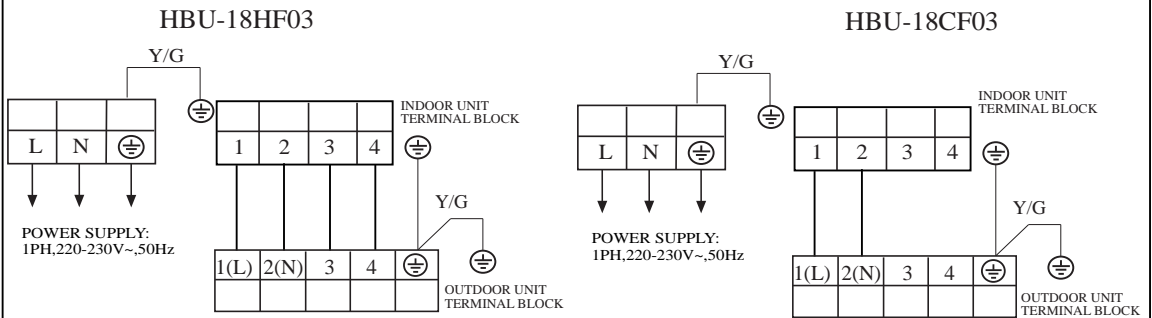 HBU-18HF03
Y/G
INDOOR UNIT
TERMINAL BLOCK
L N
1 2 3 4
Y/G
POWER SUPPLY:
1PH,220-230V~,50Hz
1(L) 2(N) 3 4
OUTDOOR UNIT
TERMINAL BLOCK
HBU-18CF03
Y/G
INDOOR UNIT
TERMINAL BLOCK
L N
1 2 3 4
Y/G
POWER SUPPLY:
1PH,220-230V~,50Hz
1(L) 2(N) 3 4
OUTDOOR UNIT
TERMINAL BLOCK